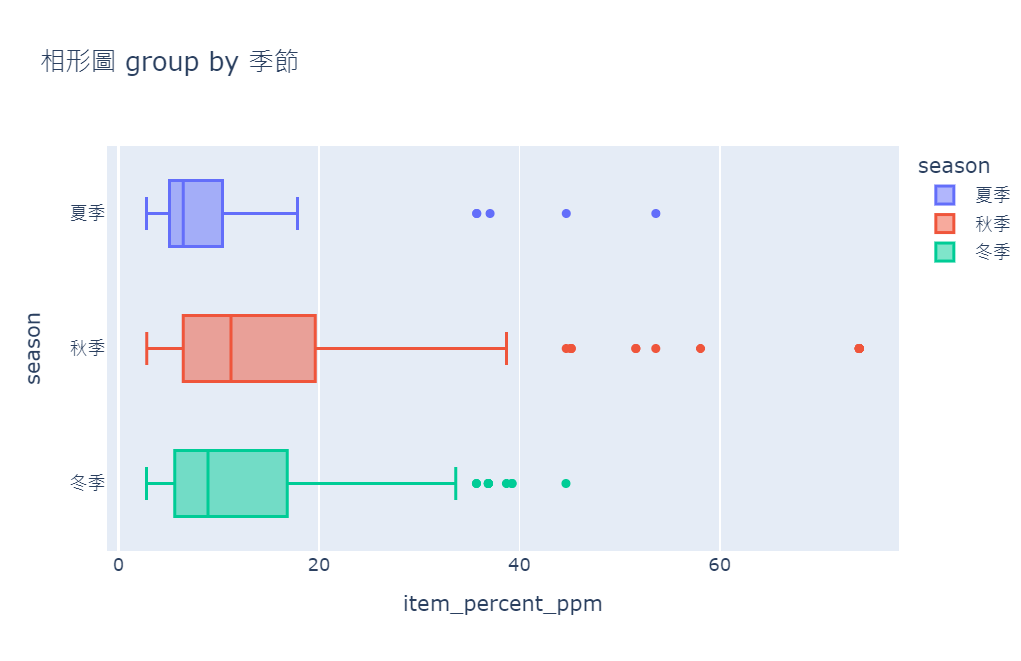 相形圖 group by 季節
season
夏季
秋季
冬季
season
夏季
秋季
冬季
0 20 40 60
item_percent_ppm